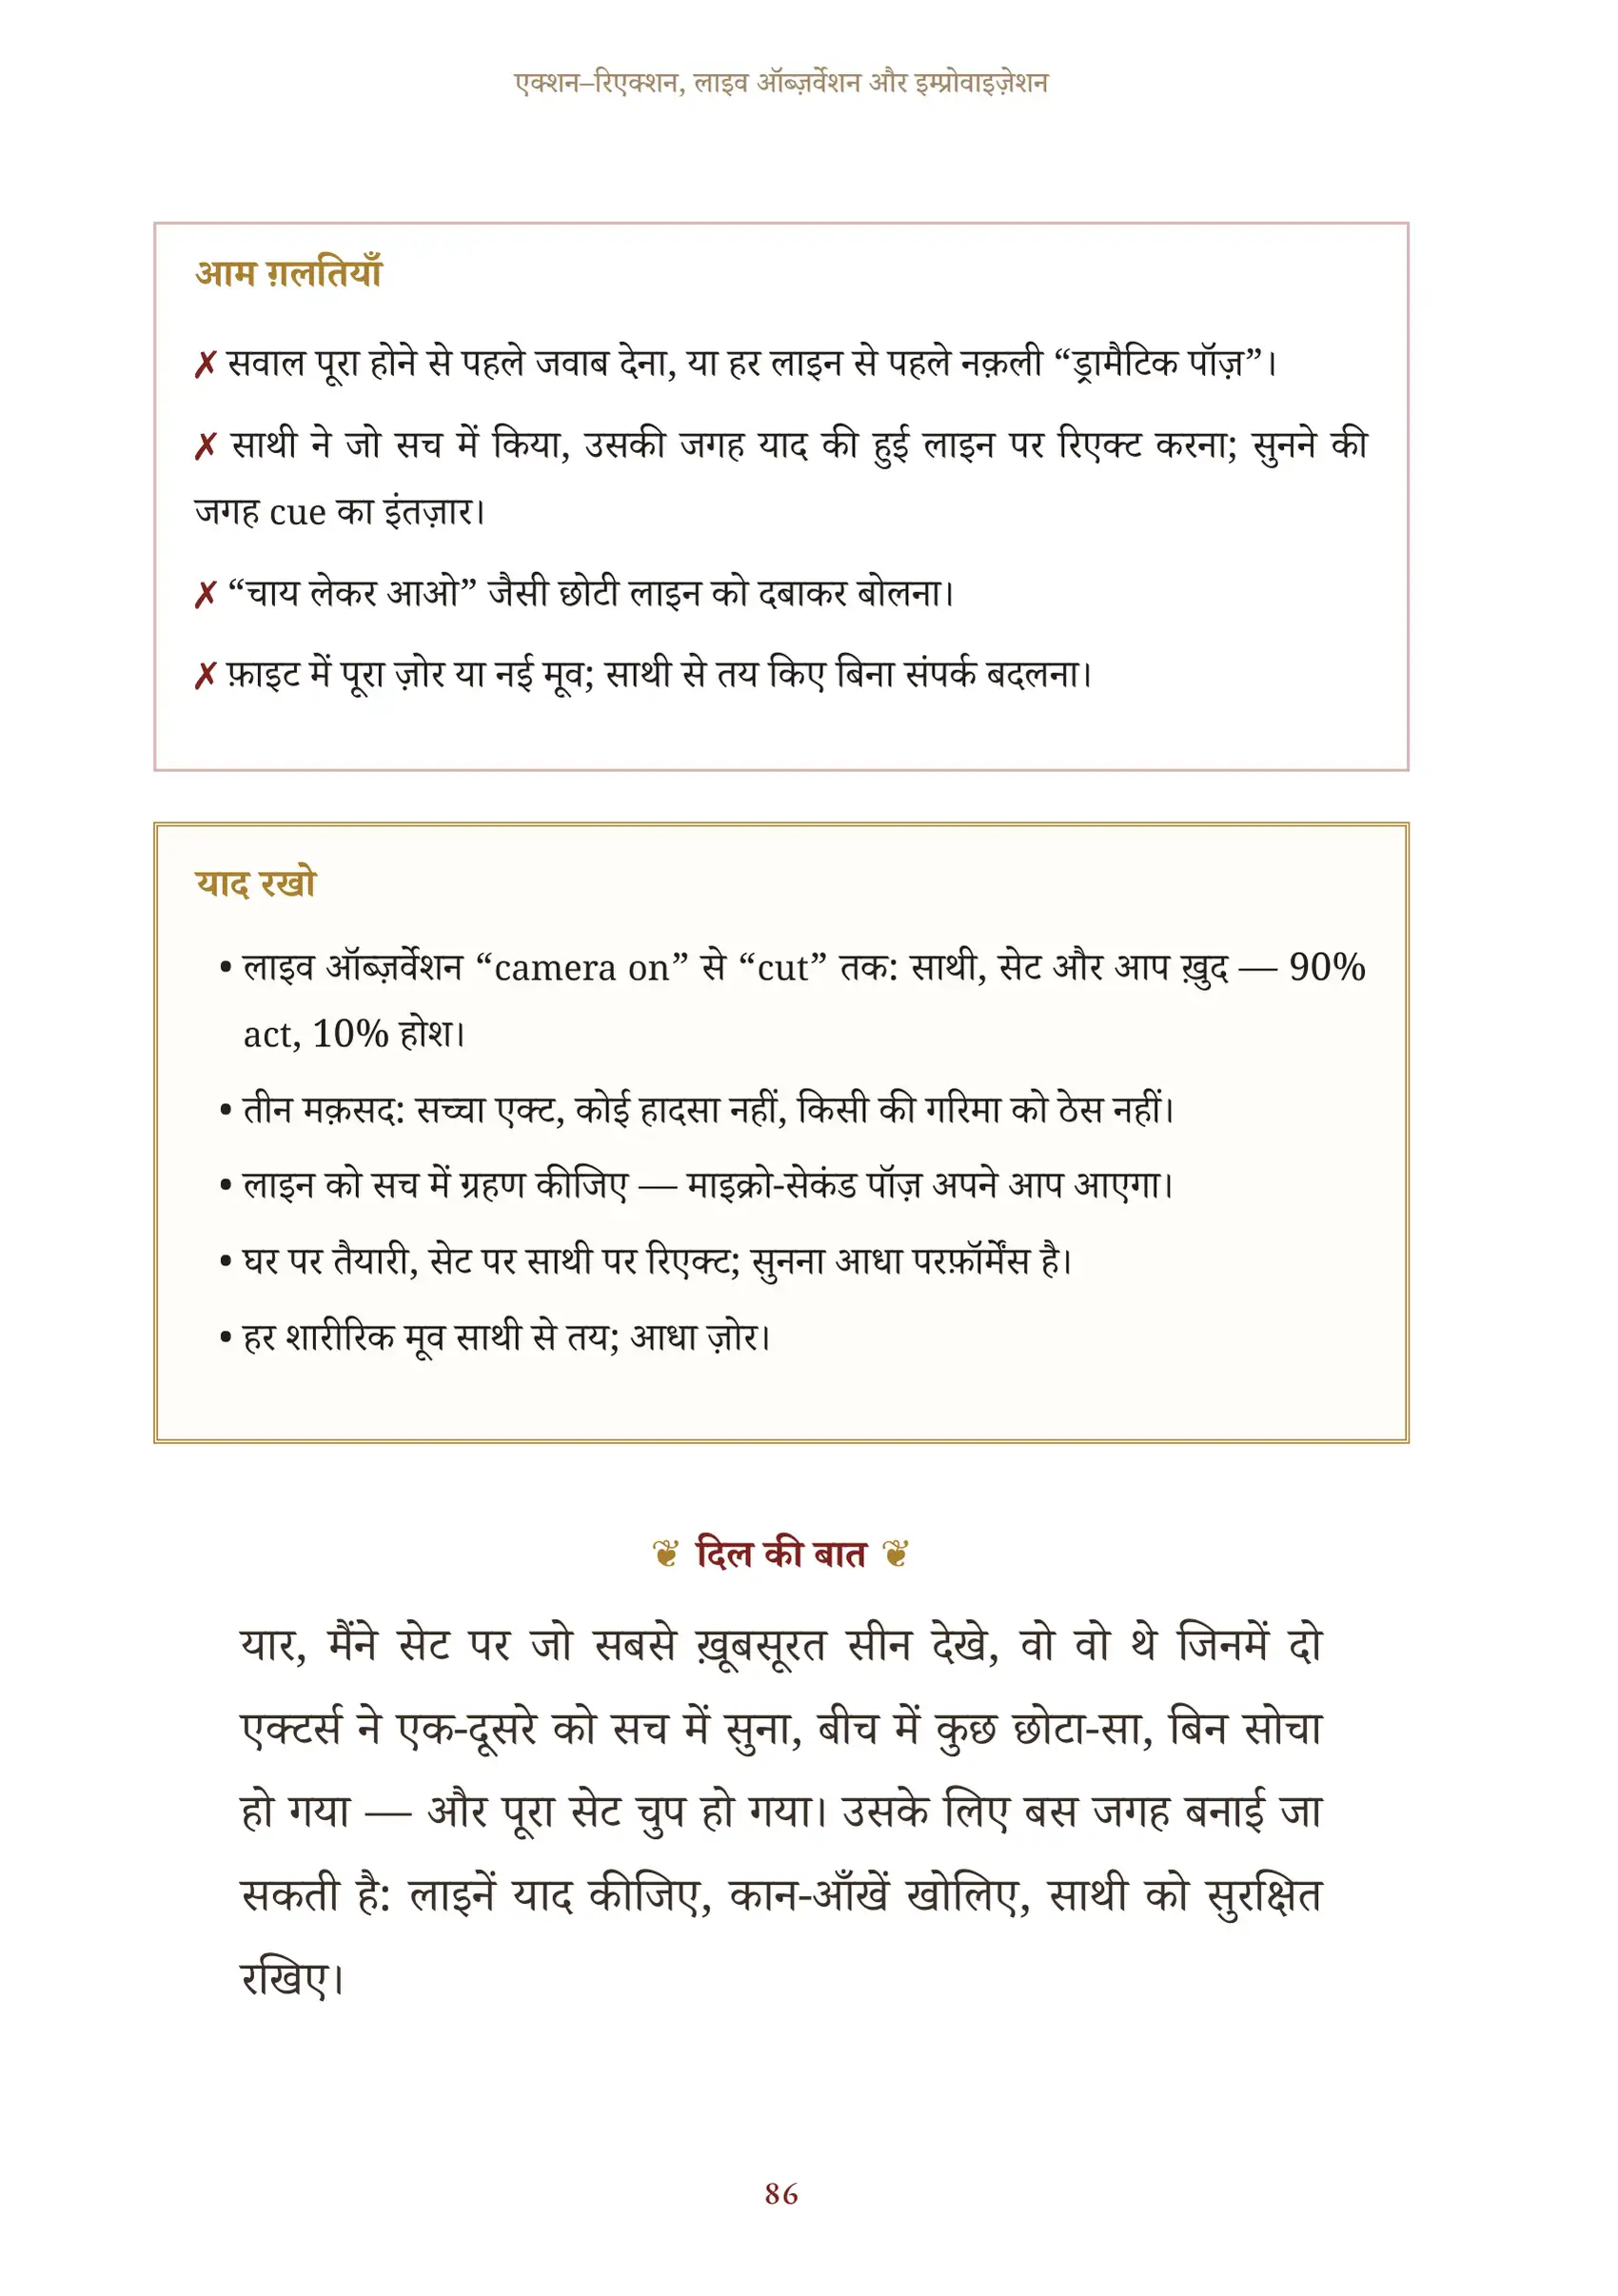 एक्शन–रिएक्शन, लाइव ऑब्ज़र्वेशन और इम्प्रोवाइज़ेशन
आम ग़लतियाँ
✗ सवाल पूरा होने से पहले जवाब देना, या हर लाइन से पहले नक़ली “ड्रामैटिक पॉज़”।
✗ साथी ने जो सच में किया, उसकी जगह याद की हुई लाइन पर रिएक्ट करना; सुनने की
जगह cue का इंतज़ार।
✗ “चाय लेकर आओ” जैसी छोटी लाइन को दबाकर बोलना।
✗ फ़ाइट में पूरा ज़ोर या नई मूव; साथी से तय किए बिना संपर्क बदलना।
याद रखो
• लाइव ऑब्ज़र्वेशन “camera on” से “cut” तक: साथी, सेट और आप ख़ुद — 90%
act, 10% होश।
• तीन मक़सद: सच्चा एक्ट, कोई हादसा नहीं, किसी की गरिमा को ठेस नहीं।
• लाइन को सच में ग्रहण कीजिए — माइक्रो-सेकंड पॉज़ अपने आप आएगा।
• घर पर तैयारी, सेट पर साथी पर रिएक्ट; सुनना आधा परफ़ॉर्मेंस है।
• हर शारीरिक मूव साथी से तय; आधा ज़ोर।
❦ दिल की बात ❦
यार, मैंने सेट पर जो सबसे ख़ूबसूरत सीन देखे, वो वो थे जिनमें दो
एक्टर्स ने एक-दूसरे को सच में सुना, बीच में कुछ छोटा-सा, बिन सोचा
हो गया — और पूरा सेट चुप हो गया। उसके लिए बस जगह बनाई जा
सकती है: लाइनें याद कीजिए, कान-आँखें खोलिए, साथी को सुरक्षित
रखिए।
86